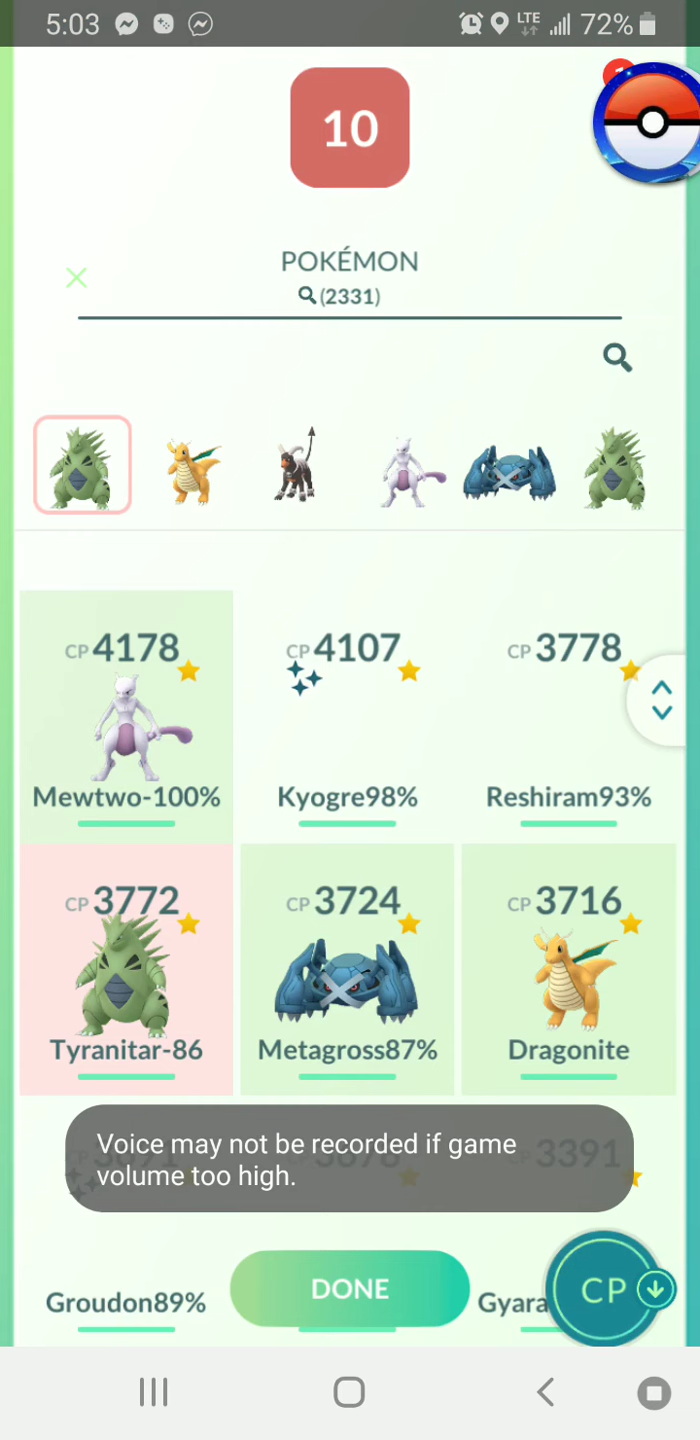 5:03
LTE
72%
10
POKÉMON
(2331)
CP 4178
CP 4107
CP 3778
Mewtwo-100%
Kyogre98%
Reshiram93%
CP 3772
CP 3724
CP 3716
Tyranitar-86
Metagross87%
Dragonite
3391
Voice may not be recorded if game
volume too high.
Groudon89%
DONE
Gyara
CP